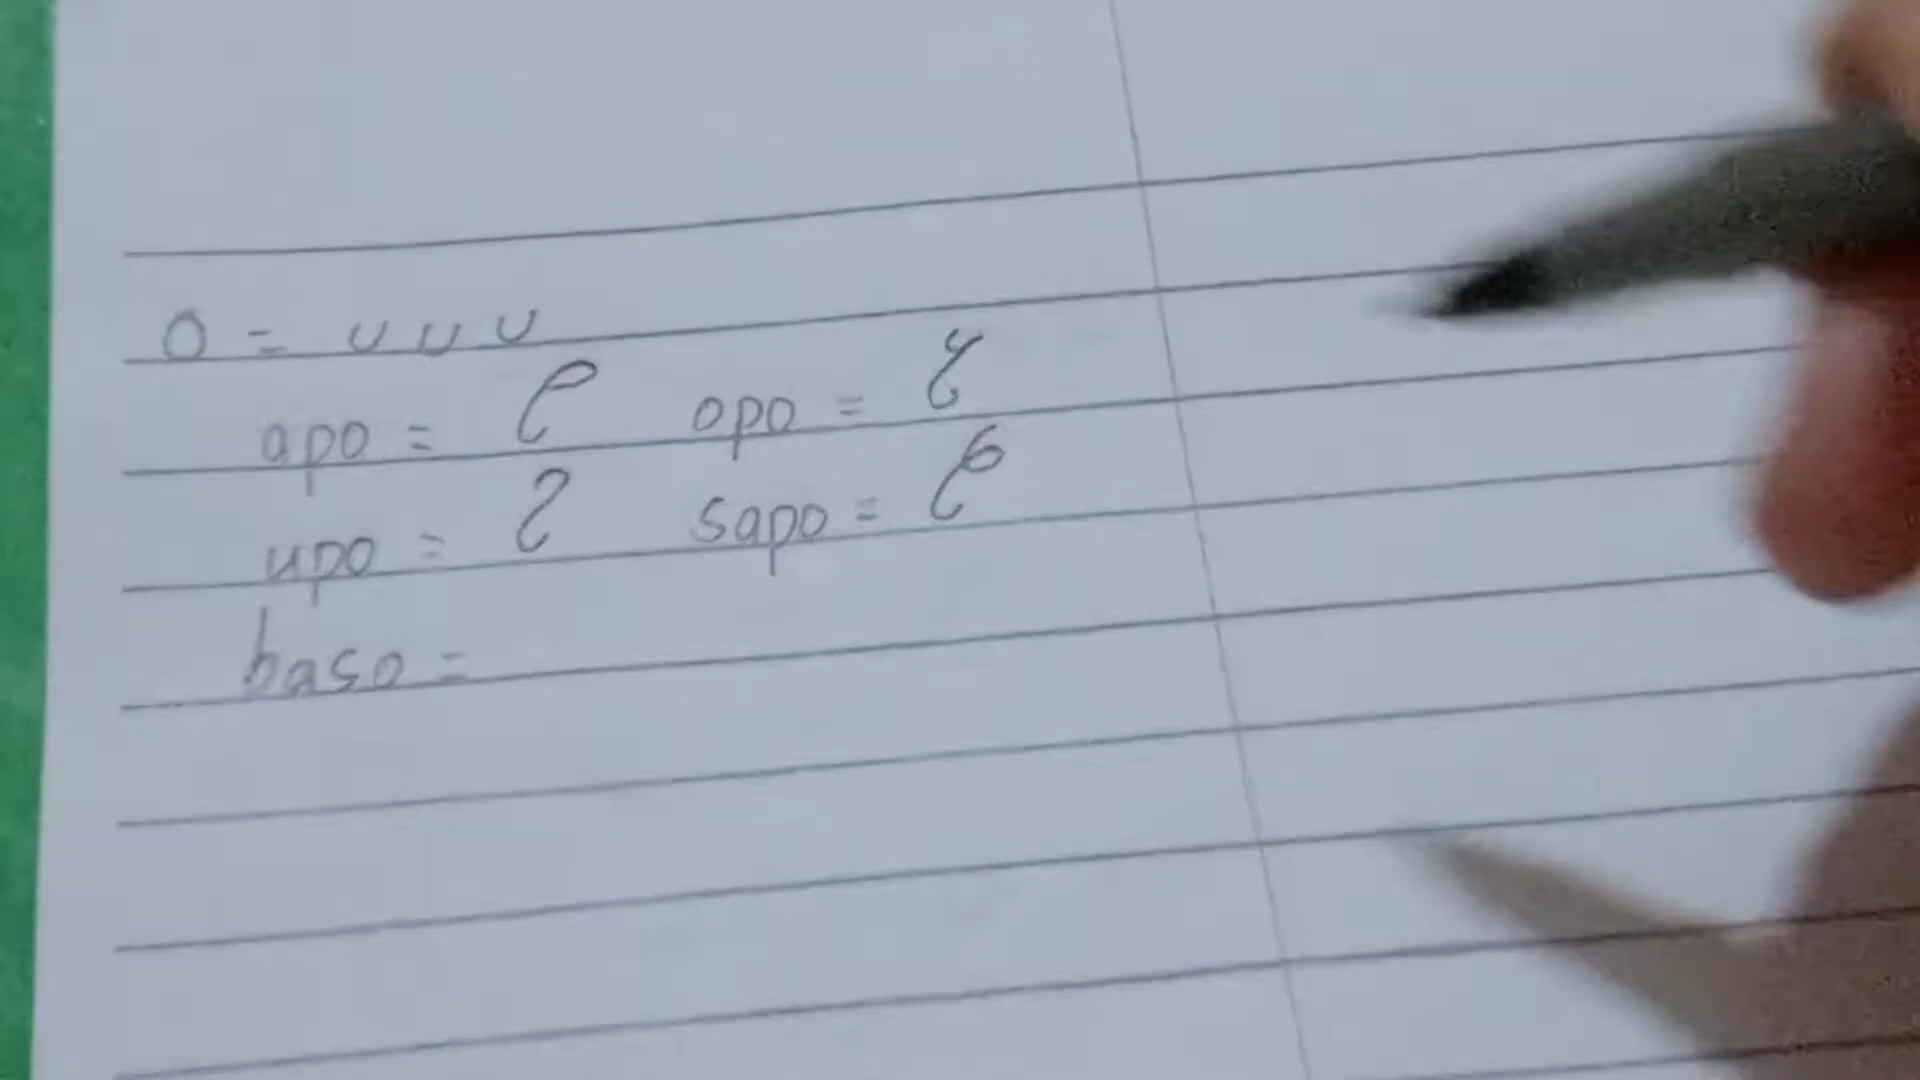 o = u u u
apo = opo =
upo = sapo =
baso =